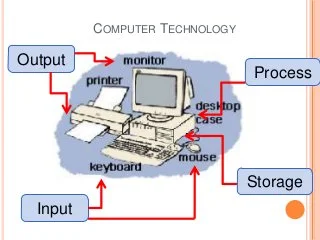 COMPUTER TECHNOLOGY
Output
monitor
Process
printer
desktop
case
mouse
keyboard
Storage
Input